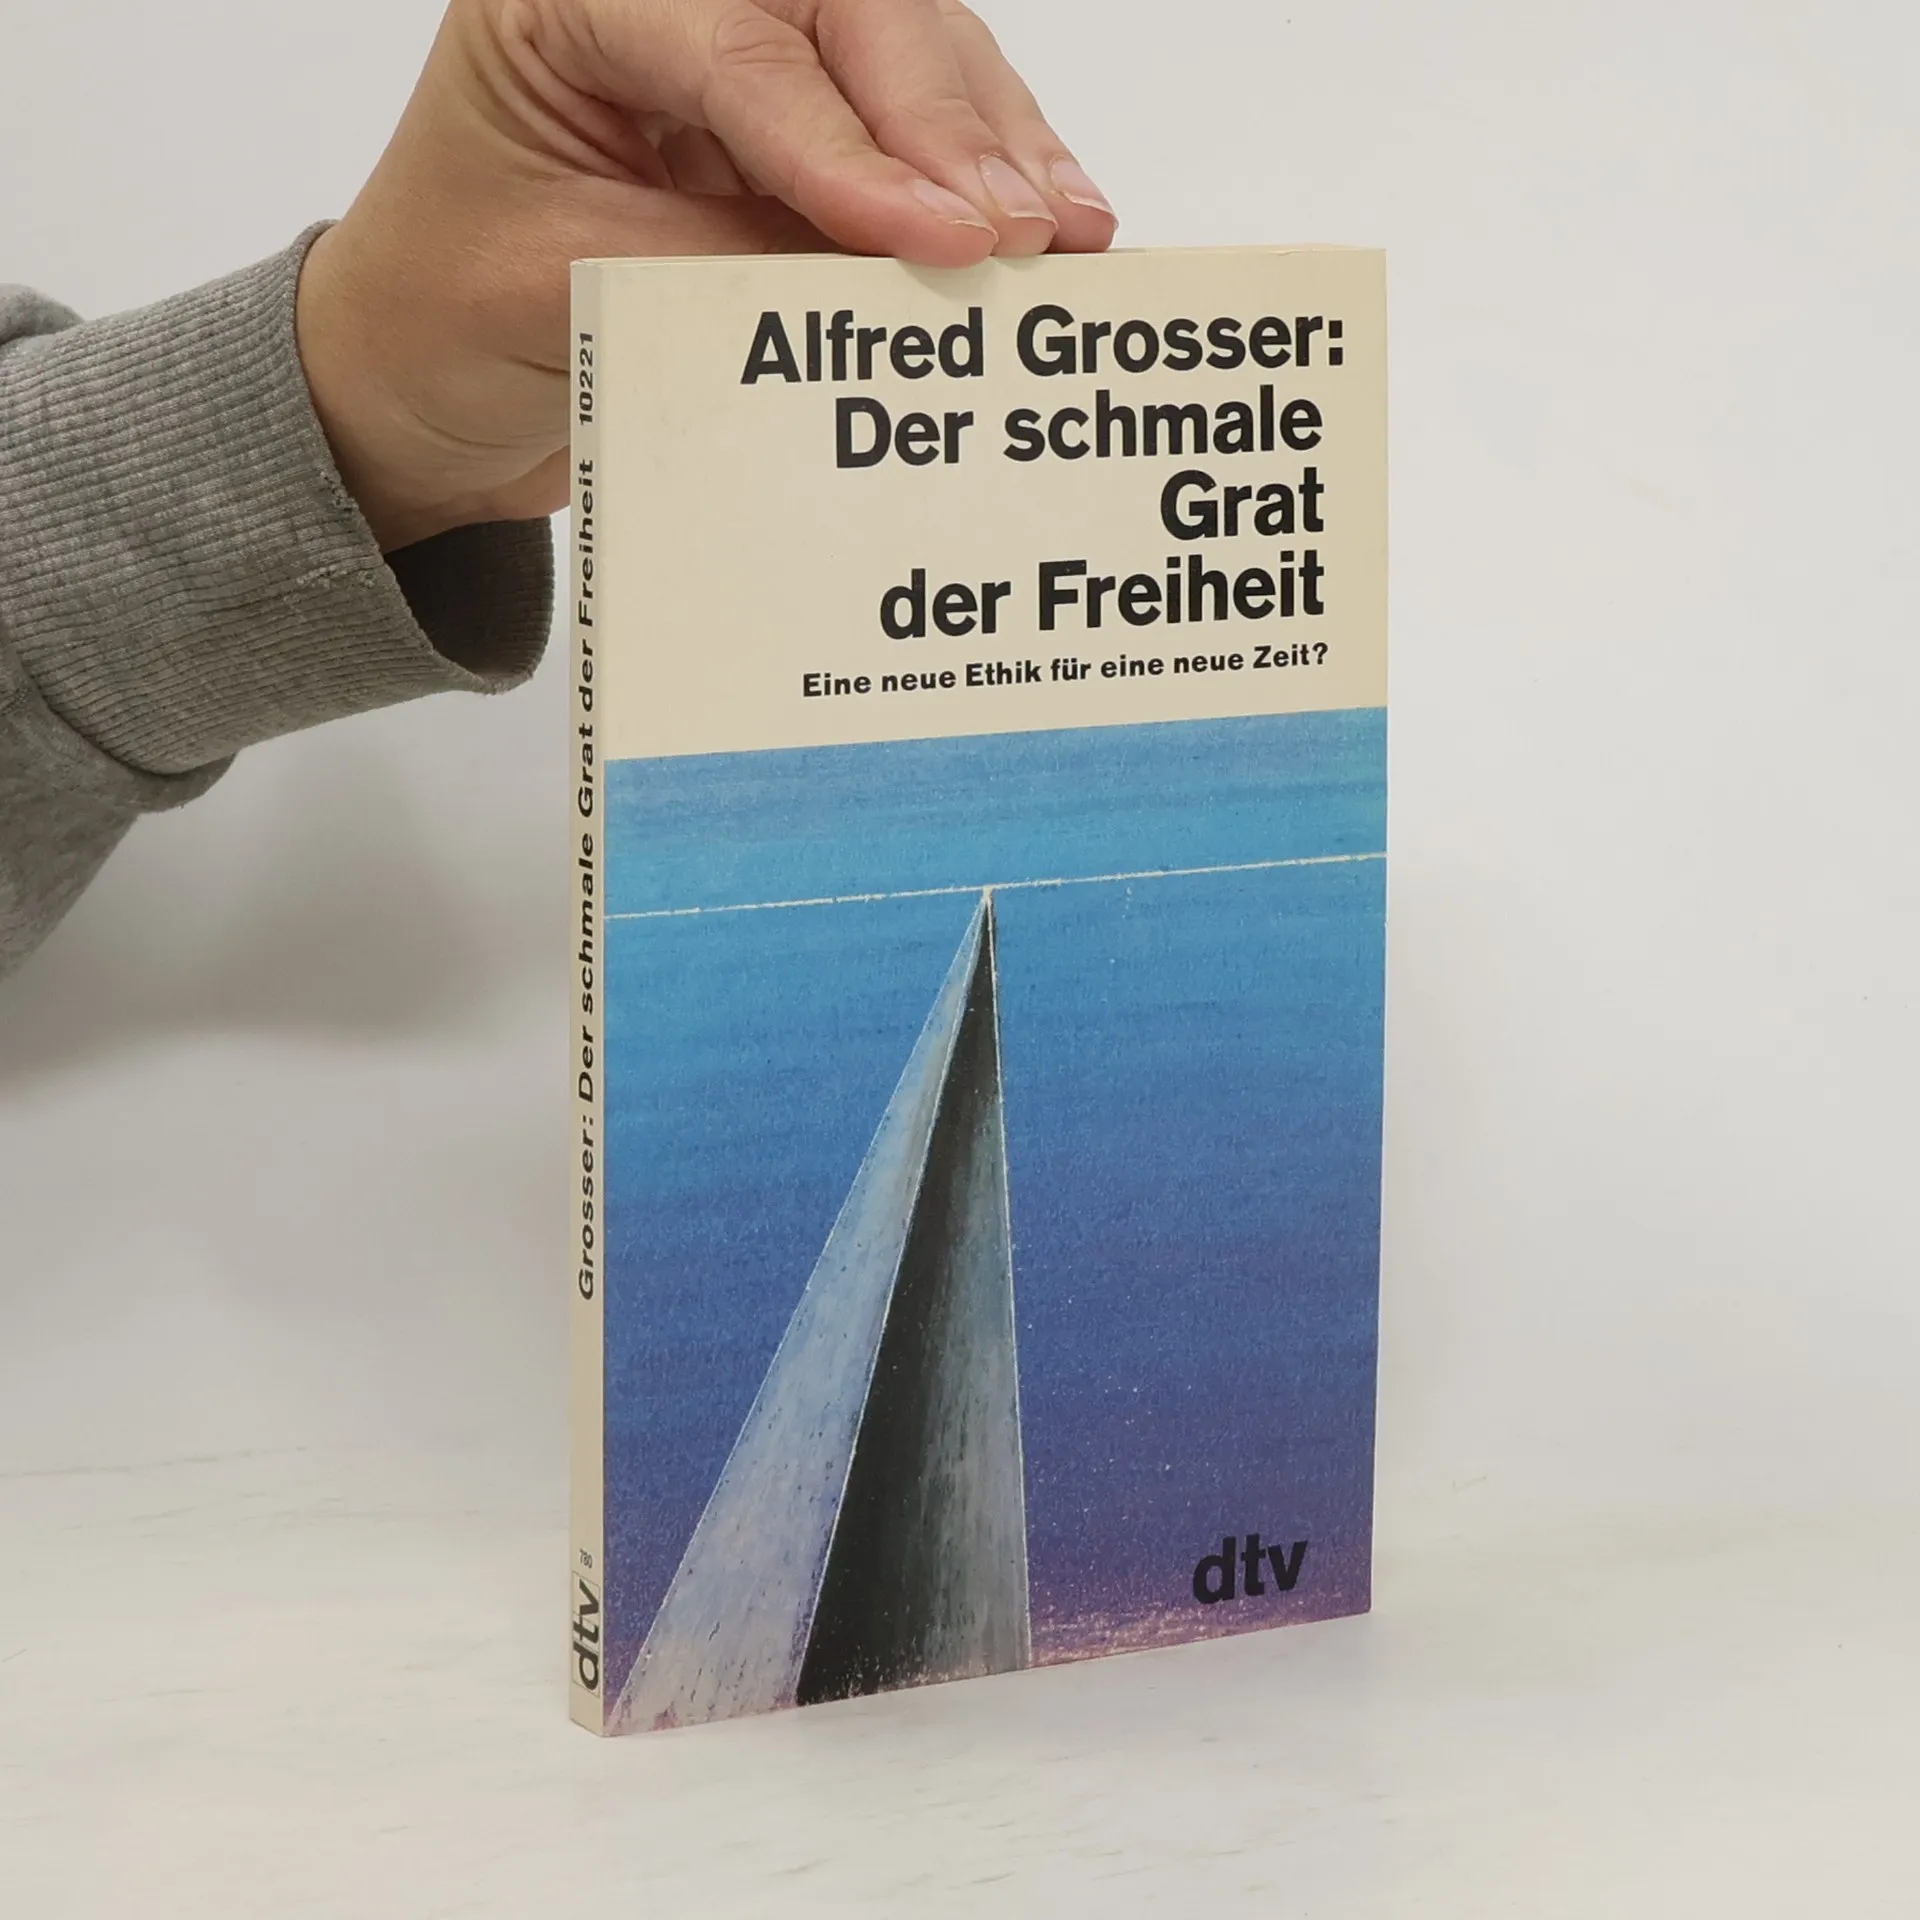 Alfred Grosser:
Der schmale
Grat
der Freiheit
Eine neue Ethik für eine neue Zeit?
dtv
Grosser: Der schmale Grat der Freiheit 10221
780
dtv